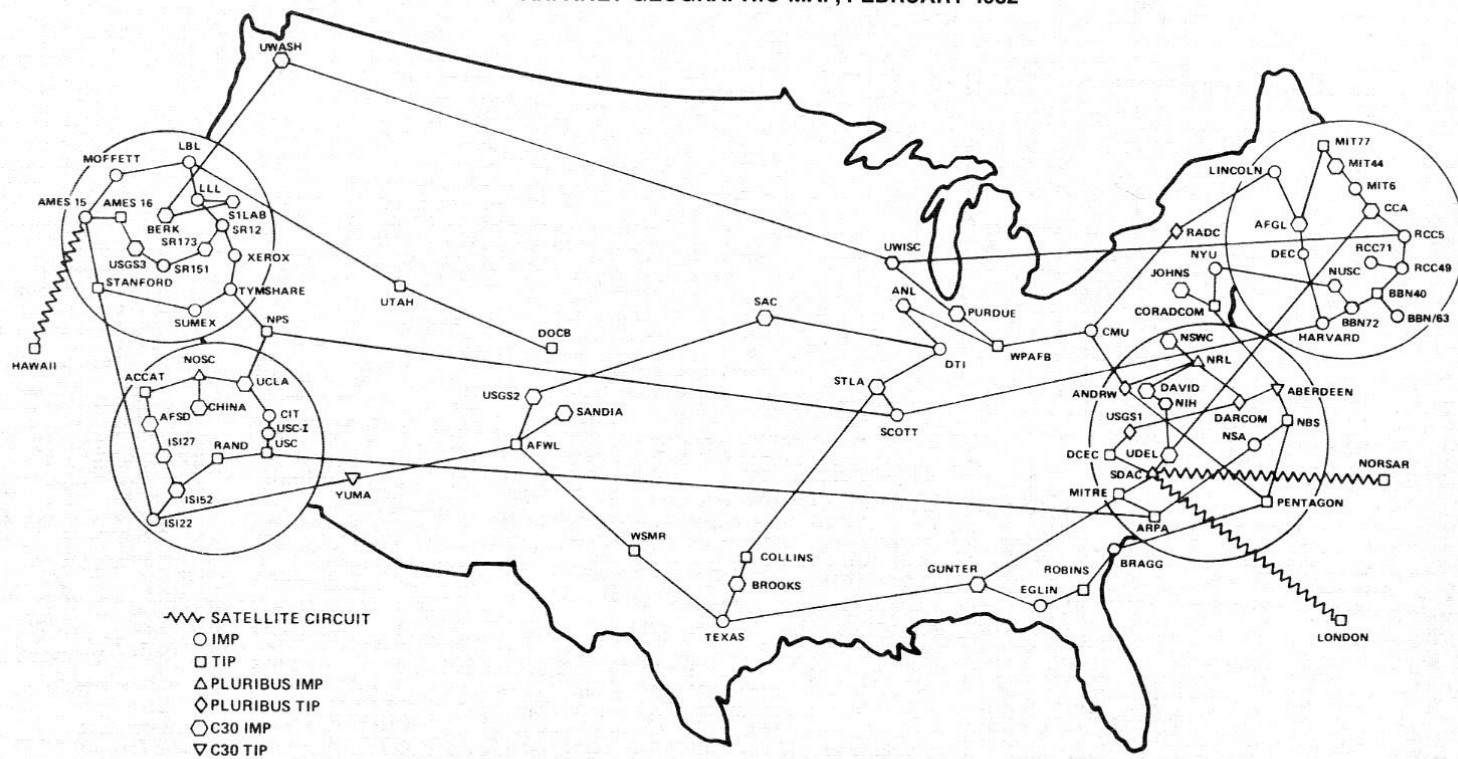 UWASH
LBL
MOFFETT
LLL
AMES 15
AMES 16
S1LAB
BERK
SR12
SR173
USGS3
SR151
XEROX
STANFORD
TYMSHARE
SUMEX
NPS
HAWAII
UTAH
DOCB
NOSC
ACCAT
UCLA
CHINA
AFSD
CIT
USC-I
ISI27
RAND
USC
ISI52
ISI22
YUMA
USGS2
SANDIA
AFWL
WSMR
SAC
UWISC
ANL
PURDUE
DTI
WPAFB
STLA
SCOTT
COLLINS
BROOKS
TEXAS
GUNTER
EGLIN
ROBINS
BRAGG
CMU
RADC
LINCOLN
MIT77
MIT44
MIT6
CCA
AFGL
RCC5
DEC
RCC71
RCC49
NYU
NUSC
JOHNS
CORADCOM
BBN40
BBN72
BBN/63
HARVARD
NSWC
NRL
DAVID
ABERDEEN
ANDRW
NIH
DARCOM
USGS1
NBS
NSA
DCEC
UDEL
SDAC
NORSAR
MITRE
ARPA
PENTAGON
LONDON
SATELLITE CIRCUIT
IMP
TIP
PLURIBUS IMP
PLURIBUS TIP
C30 IMP
C30 TIP